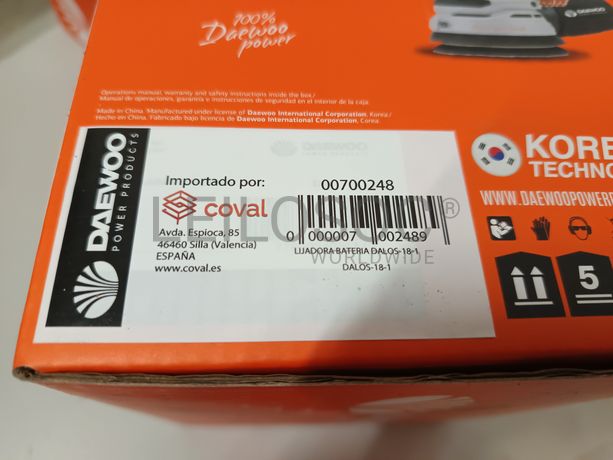 100%
Daewoo
power
DAEWOO
Operations manual, warranty and safety instructions inside the box./
Manual de operaciones, garantía e instrucciones de seguridad en el interior de la caja.
Made in China. Manufactured under license of Daewoo International Corporation, Korea./
Hecho en China. Fabricado bajo licencia de Daewoo International Corporation, Corea.
DAEWOO
POWER PRODUCTS
Importado por:
coval
Avda. Espioca, 85
46460 Silla (Valencia)
ESPAÑA
www.coval.es
00700248
0 000007 002489
LIJADORA BATERIA DALOS-18-1
DALOS-18-1
LEILOSOC®
WORLDWIDE
KORE
TECHNO
WWW.DAEWOOPOWERP
5